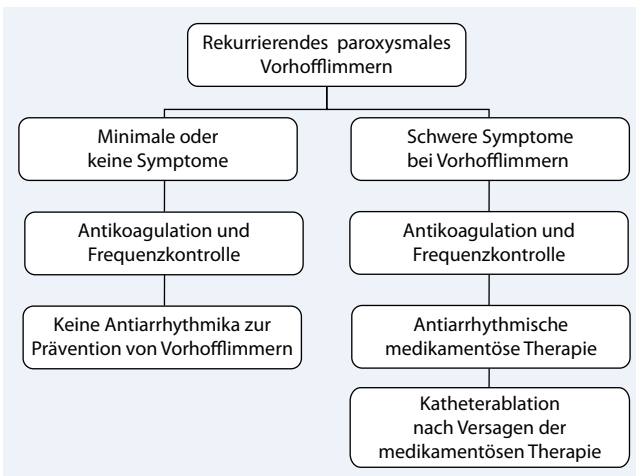 Rekurrierendes paroxysmales
Vorhofflimmern
Minimale oder
keine Symptome
Schwere Symptome
bei Vorhofflimmern
Antikoagulation und
Frequenzkontrolle
Antikoagulation und
Frequenzkontrolle
Keine Antiarrhythmika zur
Prävention von Vorhofflimmern
Antiarrhythmische
medikamentöse Therapie
Katheterablation
nach Versagen der
medikamentösen Therapie